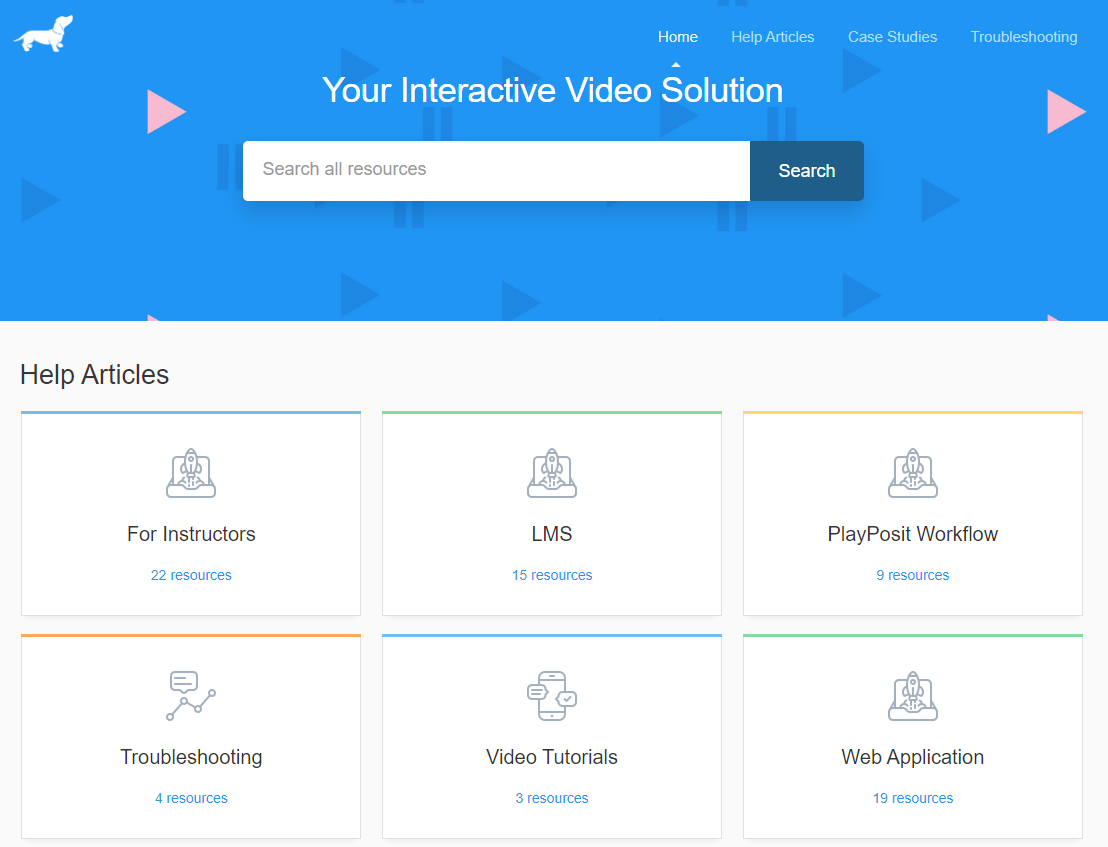 Home Help Articles Case Studies Troubleshooting
Your Interactive Video Solution
Search all resources Search
Help Articles
For Instructors
22 resources
LMS
15 resources
PlayPosit Workflow
9 resources
Troubleshooting
4 resources
Video Tutorials
3 resources
Web Application
19 resources